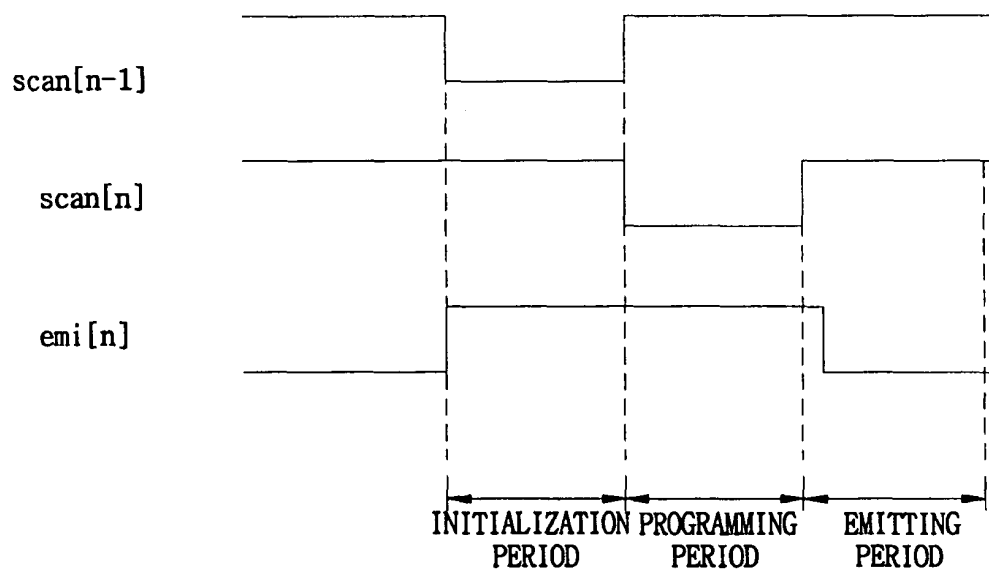 scan[n-1]
scan[n]
emi[n]
INITIALIZATION PERIOD
PROGRAMMING PERIOD
EMITTING PERIOD